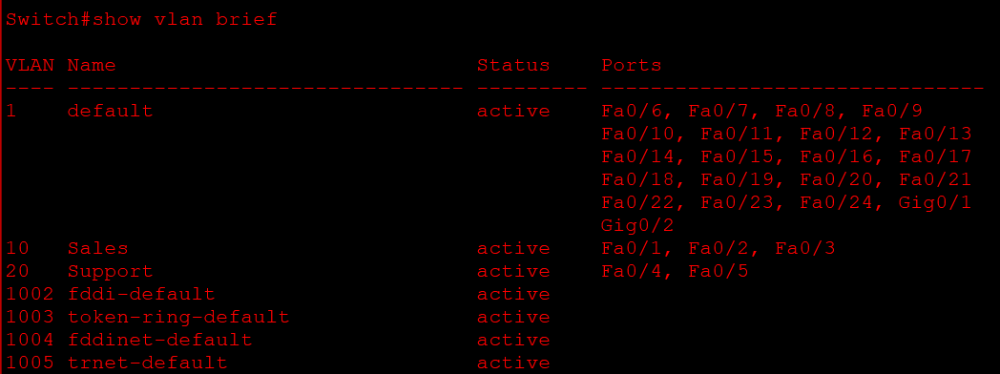 Switch#show vlan brief
VLAN Name                             Status    Ports
---- -------------------------------- --------- -------------------------------
1    default                          active    Fa0/6, Fa0/7, Fa0/8, Fa0/9
                                                Fa0/10, Fa0/11, Fa0/12, Fa0/13
                                                Fa0/14, Fa0/15, Fa0/16, Fa0/17
                                                Fa0/18, Fa0/19, Fa0/20, Fa0/21
                                                Fa0/22, Fa0/23, Fa0/24, Gig0/1
                                                Gig0/2
10   Sales                            active    Fa0/1, Fa0/2, Fa0/3
20   Support                          active    Fa0/4, Fa0/5
1002 fddi-default                     active
1003 token-ring-default               active
1004 fddinet-default                  active
1005 trnet-default                    active